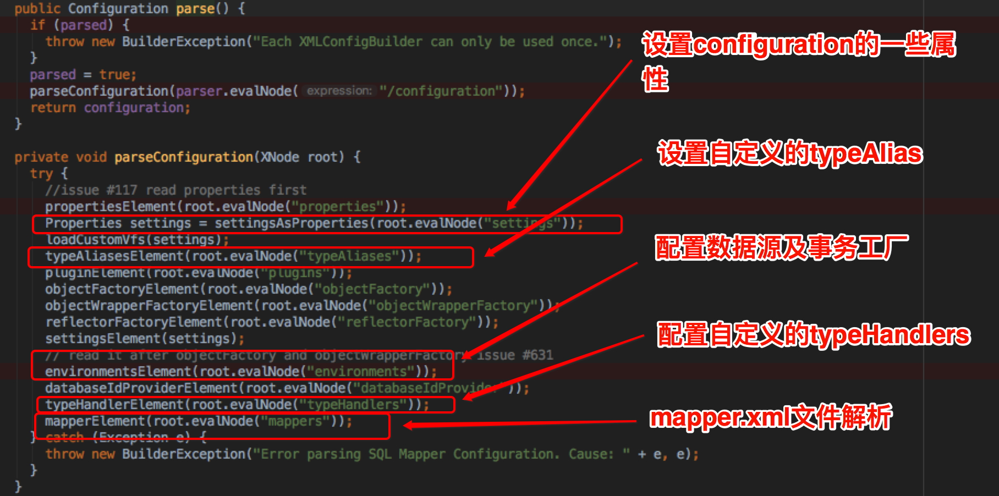 public Configuration parse() {
if (parsed) {
throw new BuilderException("Each XMLConfigBuilder can only be used once.");
}
parsed = true;
parseConfiguration(parser.evalNode( expression: "/configuration"));
return configuration;
}
private void parseConfiguration(XNode root) {
try {
//issue #117 read properties first
propertiesElement(root.evalNode("properties"));
Properties settings = settingsAsProperties(root.evalNode("settings"));
loadCustomVfs(settings);
typeAliasesElement(root.evalNode("typeAliases"));
pluginElement(root.evalNode("plugins"));
objectFactoryElement(root.evalNode("objectFactory"));
objectWrapperFactoryElement(root.evalNode("objectWrapperFactory"));
reflectorFactoryElement(root.evalNode("reflectorFactory"));
settingsElement(settings);
// read it after objectFactory and objectWrapperFactory issue #631
environmentsElement(root.evalNode("environments"));
databaseIdProviderElement(root.evalNode("databaseIdProvider"));
typeHandlerElement(root.evalNode("typeHandlers"));
mapperElement(root.evalNode("mappers"));
} catch (Exception e) {
throw new BuilderException("Error parsing SQL Mapper Configuration. Cause: " + e, e);
}
}
设置configuration的一些属
性
设置自定义的typeAlias
配置数据源及事务工厂
配置自定义的typeHandlers
mapper.xml文件解析